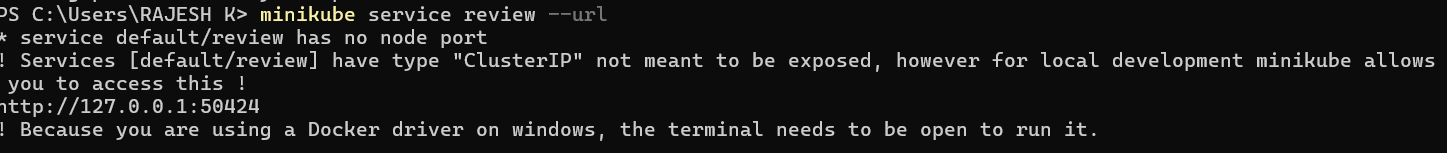 PS C:\Users\RAJESH K> minikube service review --url
* service default/review has no node port
! Services [default/review] have type "ClusterIP" not meant to be exposed, however for local development minikube allows
you to access this !
http://127.0.0.1:50424
! Because you are using a Docker driver on windows, the terminal needs to be open to run it.